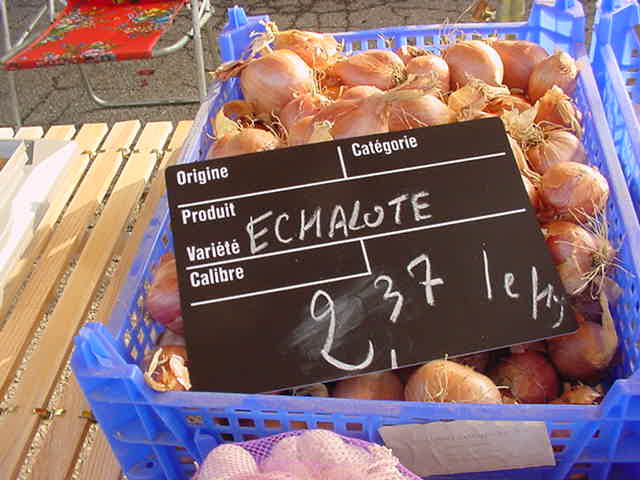 Origine
Catégorie
Produit
Variété
ECHALOTE
Calibre
2,37 le Kg